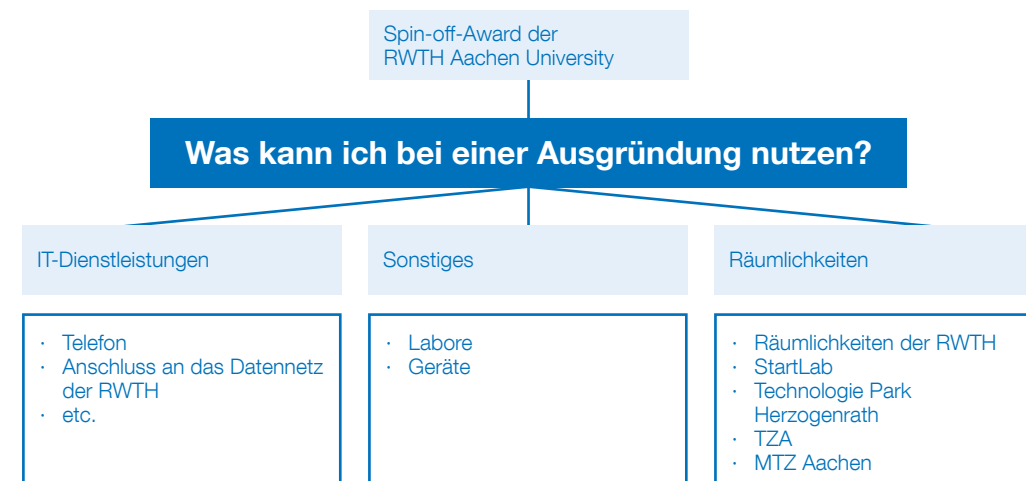 Spin-off-Award der
RWTH Aachen University
Was kann ich bei einer Ausgründung nutzen?
IT-Dienstleistungen
· Telefon
· Anschluss an das Datennetz
der RWTH
· etc.
Sonstiges
· Labore
· Geräte
Räumlichkeiten
· Räumlichkeiten der RWTH
· StartLab
· Technologie Park
Herzogenrath
· TZA
· MTZ Aachen